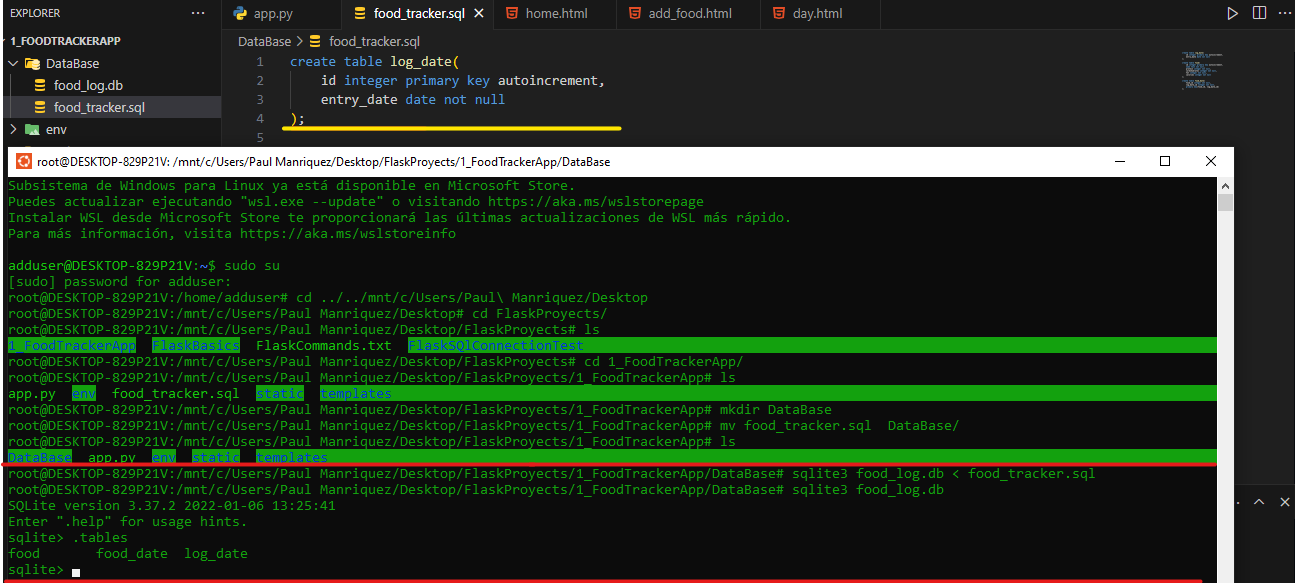 EXPLORER ···
app.py food_tracker.sql × home.html add_food.html day.html ···
1_FOODTRACKERAPP
DataBase
food_log.db
food_tracker.sql
env
DataBase > food_tracker.sql
1 create table log_date(
2 id integer primary key autoincrement,
3 entry_date date not null
4 );
5
root@DESKTOP-829P21V: /mnt/c/Users/Paul Manriquez/Desktop/FlaskProyects/1_FoodTrackerApp/DataBase
Subsistema de Windows para Linux ya está disponible en Microsoft Store.
Puedes actualizar ejecutando "wsl.exe --update" o visitando https://aka.ms/wslstorepage
Instalar WSL desde Microsoft Store te proporcionará las últimas actualizaciones de WSL más rápido.
Para más información, visita https://aka.ms/wslstoreinfo
adduser@DESKTOP-829P21V:~$ sudo su
[sudo] password for adduser:
root@DESKTOP-829P21V:/home/adduser# cd ../../mnt/c/Users/Paul\ Manriquez/Desktop
root@DESKTOP-829P21V:/mnt/c/Users/Paul Manriquez/Desktop# cd FlaskProyects/
root@DESKTOP-829P21V:/mnt/c/Users/Paul Manriquez/Desktop/FlaskProyects# ls
1_FoodTrackerApp FlaskBasics FlaskCommands.txt FlaskSQlConnectionTest
root@DESKTOP-829P21V:/mnt/c/Users/Paul Manriquez/Desktop/FlaskProyects# cd 1_FoodTrackerApp/
root@DESKTOP-829P21V:/mnt/c/Users/Paul Manriquez/Desktop/FlaskProyects/1_FoodTrackerApp# ls
app.py env food_tracker.sql static templates
root@DESKTOP-829P21V:/mnt/c/Users/Paul Manriquez/Desktop/FlaskProyects/1_FoodTrackerApp# mkdir DataBase
root@DESKTOP-829P21V:/mnt/c/Users/Paul Manriquez/Desktop/FlaskProyects/1_FoodTrackerApp# mv food_tracker.sql  DataBase/
root@DESKTOP-829P21V:/mnt/c/Users/Paul Manriquez/Desktop/FlaskProyects/1_FoodTrackerApp# ls
DataBase app.py env static templates
root@DESKTOP-829P21V:/mnt/c/Users/Paul Manriquez/Desktop/FlaskProyects/1_FoodTrackerApp/DataBase# sqlite3 food_log.db < food_tracker.sql
root@DESKTOP-829P21V:/mnt/c/Users/Paul Manriquez/Desktop/FlaskProyects/1_FoodTrackerApp/DataBase# sqlite3 food_log.db
SQLite version 3.37.2 2022-01-06 13:25:41
Enter ".help" for usage hints.
sqlite> .tables
food food_date log_date
sqlite>